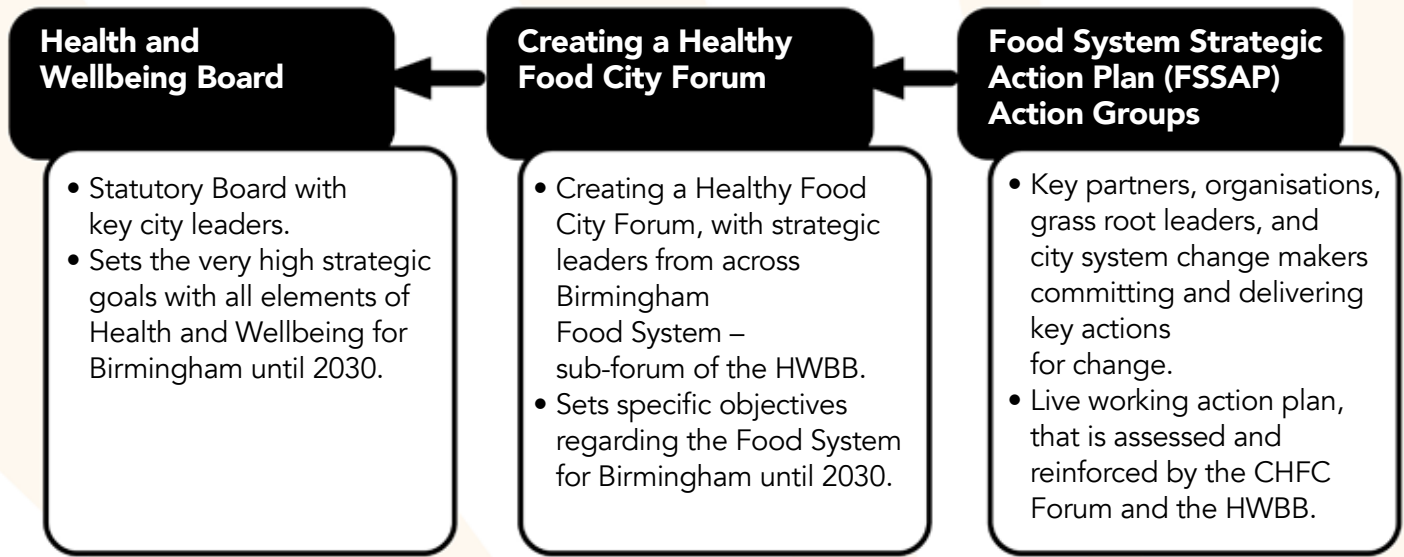 Health and
Wellbeing Board
• Statutory Board with
key city leaders.
• Sets the very high strategic
goals with all elements of
Health and Wellbeing for
Birmingham until 2030.
Creating a Healthy
Food City Forum
• Creating a Healthy Food
City Forum, with strategic
leaders from across
Birmingham
Food System –
sub-forum of the HWBB.
• Sets specific objectives
regarding the Food System
for Birmingham until 2030.
Food System Strategic
Action Plan (FSSAP)
Action Groups
• Key partners, organisations,
grass root leaders, and
city system change makers
committing and delivering
key actions
for change.
• Live working action plan,
that is assessed and
reinforced by the CHFC
Forum and the HWBB.